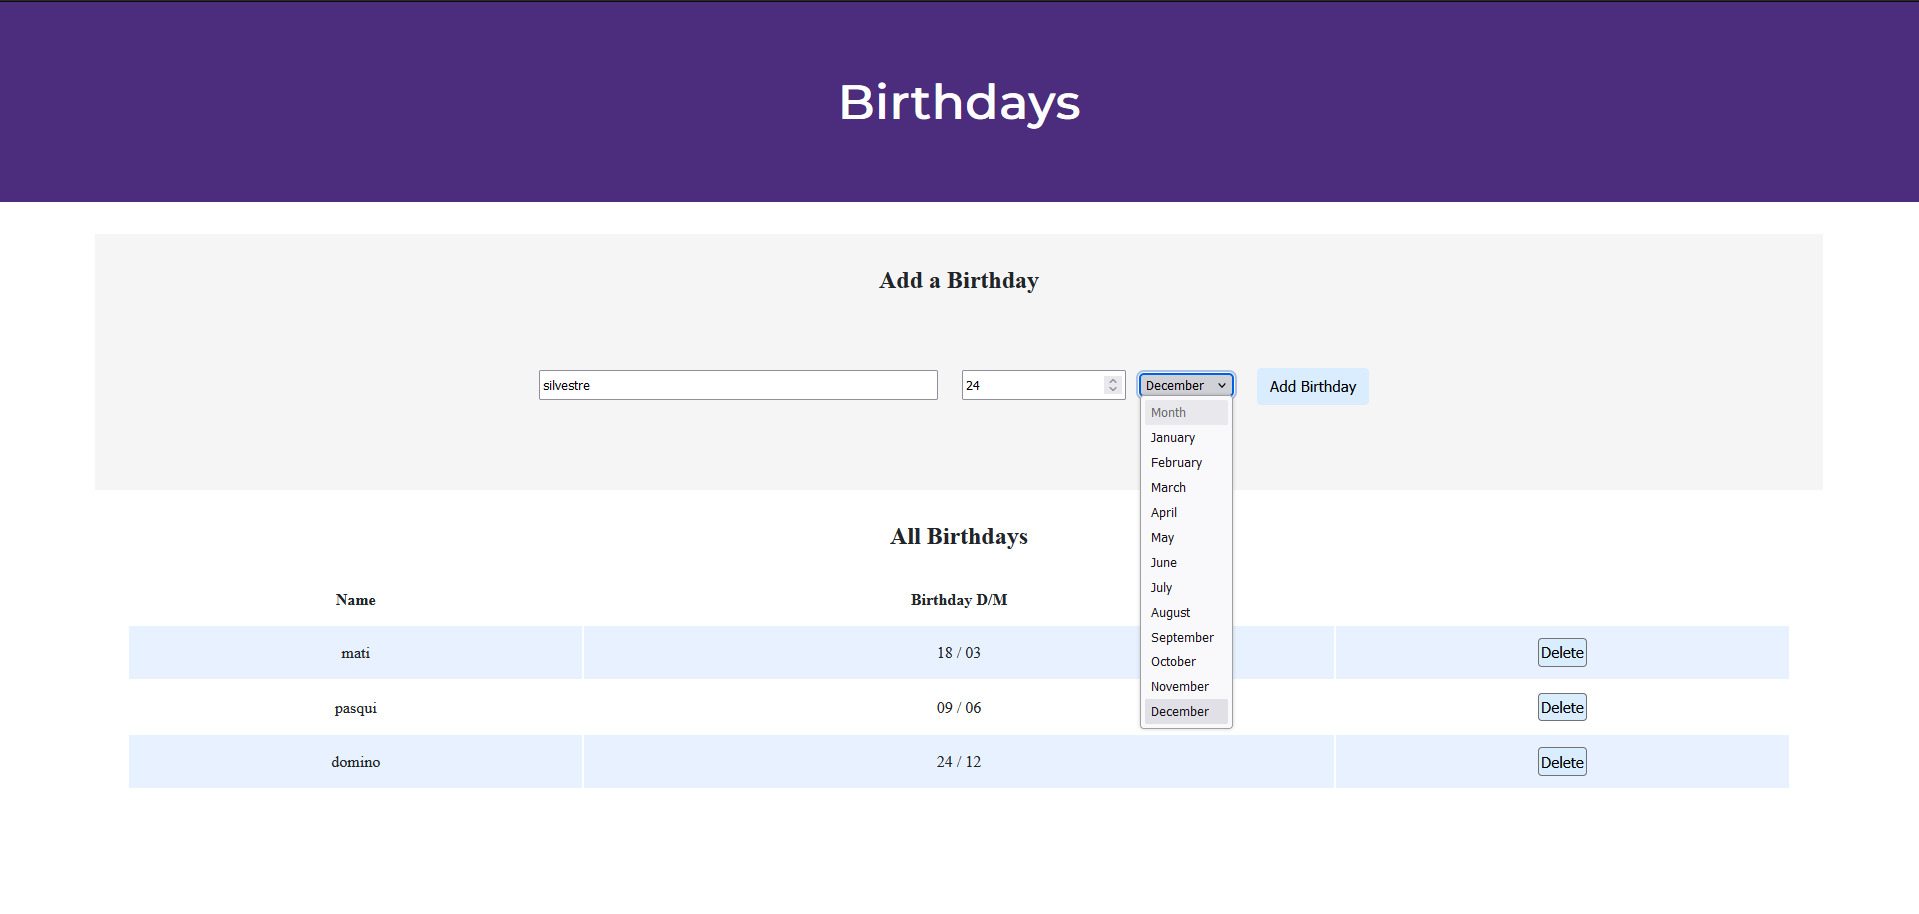 Birthdays
Add a Birthday
silvestre 24 December Add Birthday
Month
January
February
March
April
May
June
July
August
September
October
November
December
All Birthdays
Name Birthday D/M
mati 18 / 03 Delete
pasqui 09 / 06 Delete
domino 24 / 12 Delete